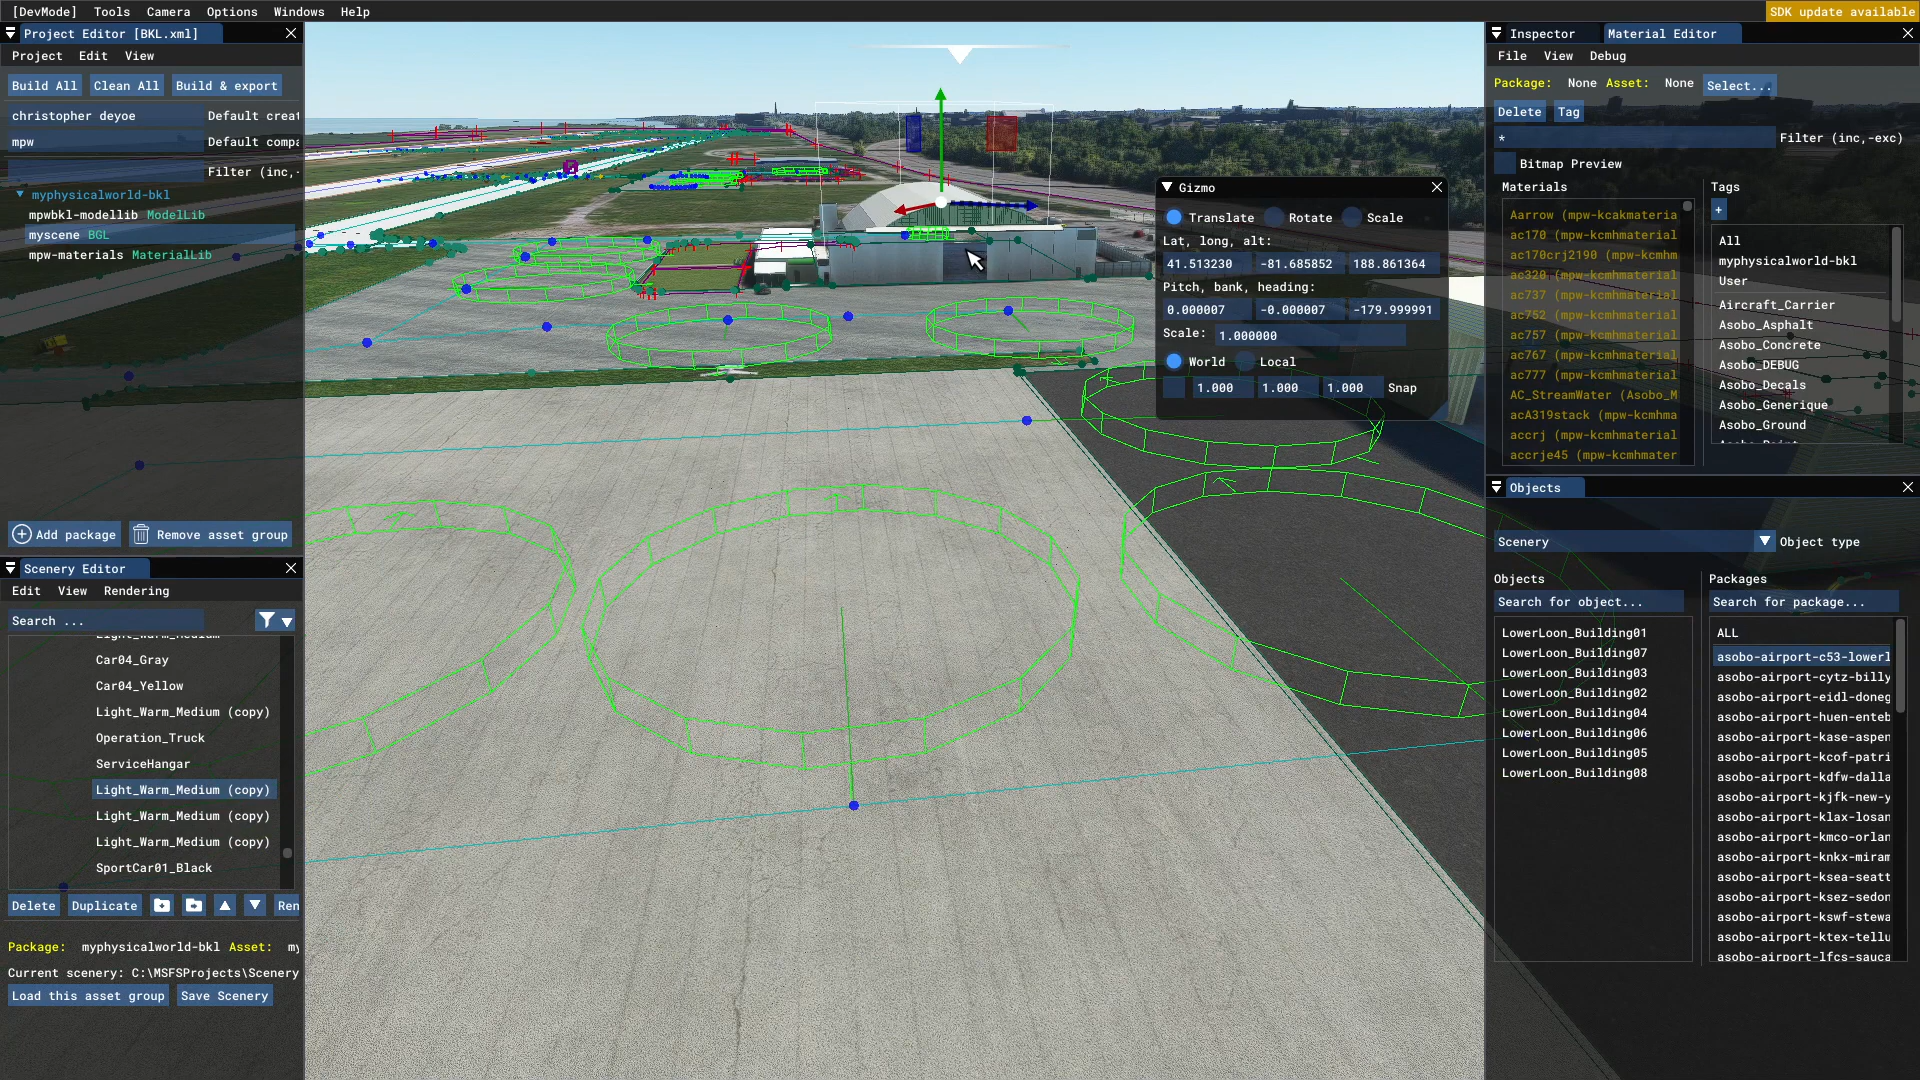 [DevMode] Tools Camera Options Windows Help
SDK update available
Project Editor [BKL.xml]
Project Edit View
Build All Clean All Build & export
christopher deyoe Default creat
mpw Default compa
Filter (inc,-
myphysicalworld-bkl
mpwbkl-modellib ModelLib
myscene BGL
mpw-materials MaterialLib
Add package Remove asset group
Scenery Editor
Edit View Rendering
Search ...
Light_Warm_Medium
Car04_Gray
Car04_Yellow
Light_Warm_Medium (copy)
Operation_Truck
ServiceHangar
Light_Warm_Medium (copy)
Light_Warm_Medium (copy)
Light_Warm_Medium (copy)
SportCar01_Black
Delete Duplicate Ren
Package: myphysicalworld-bkl Asset: my
Current scenery: C:\MSFSProjects\Scenery
Load this asset group Save Scenery
Gizmo
Translate Rotate Scale
Lat, long, alt:
41.513230 -81.685852 188.861364
Pitch, bank, heading:
0.000007 -0.000007 -179.999991
Scale: 1.000000
World Local
1.000 1.000 1.000 Snap
Inspector Material Editor
File View Debug
Package: None Asset: None Select...
Delete Tag
* Filter (inc,-exc)
Bitmap Preview
Materials
Aarrow (mpw-kcakmateria
ac170 (mpw-kcmhmaterial
ac170crj2190 (mpw-kcmhm
ac320 (mpw-kcmhmaterial
ac737 (mpw-kcmhmaterial
ac752 (mpw-kcmhmaterial
ac757 (mpw-kcmhmaterial
ac767 (mpw-kcmhmaterial
ac777 (mpw-kcmhmaterial
AC_StreamWater (Asobo_M
acA319stack (mpw-kcmhma
accrj (mpw-kcmhmaterial
accrje45 (mpw-kcmhmater
Tags
+
All
myphysicalworld-bkl
User
Aircraft_Carrier
Asobo_Asphalt
Asobo_Concrete
Asobo_DEBUG
Asobo_Decals
Asobo_Generique
Asobo_Ground
Objects
Scenery Object type
Objects
Search for object...
LowerLoon_Building01
LowerLoon_Building07
LowerLoon_Building03
LowerLoon_Building02
LowerLoon_Building04
LowerLoon_Building06
LowerLoon_Building05
LowerLoon_Building08
Packages
Search for package...
ALL
asobo-airport-c53-lowerl
asobo-airport-cytz-billy
asobo-airport-eidl-doneg
asobo-airport-huen-enteb
asobo-airport-kase-aspen
asobo-airport-kcof-patri
asobo-airport-kdfw-dalla
asobo-airport-kjfk-new-y
asobo-airport-klax-losan
asobo-airport-kmco-orlan
asobo-airport-knkx-miram
asobo-airport-ksea-seatt
asobo-airport-ksez-sedon
asobo-airport-kswf-stewa
asobo-airport-ktex-tellu
asobo-airport-lfcs-sauca